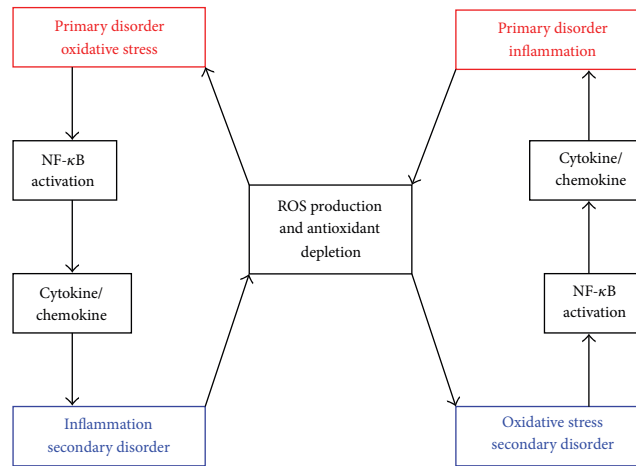 Primary disorder
oxidative stress
NF-κB
activation
Cytokine/
chemokine
Inflammation
secondary disorder
ROS production
and antioxidant
depletion
Primary disorder
inflammation
Cytokine/
chemokine
NF-κB
activation
Oxidative stress
secondary disorder